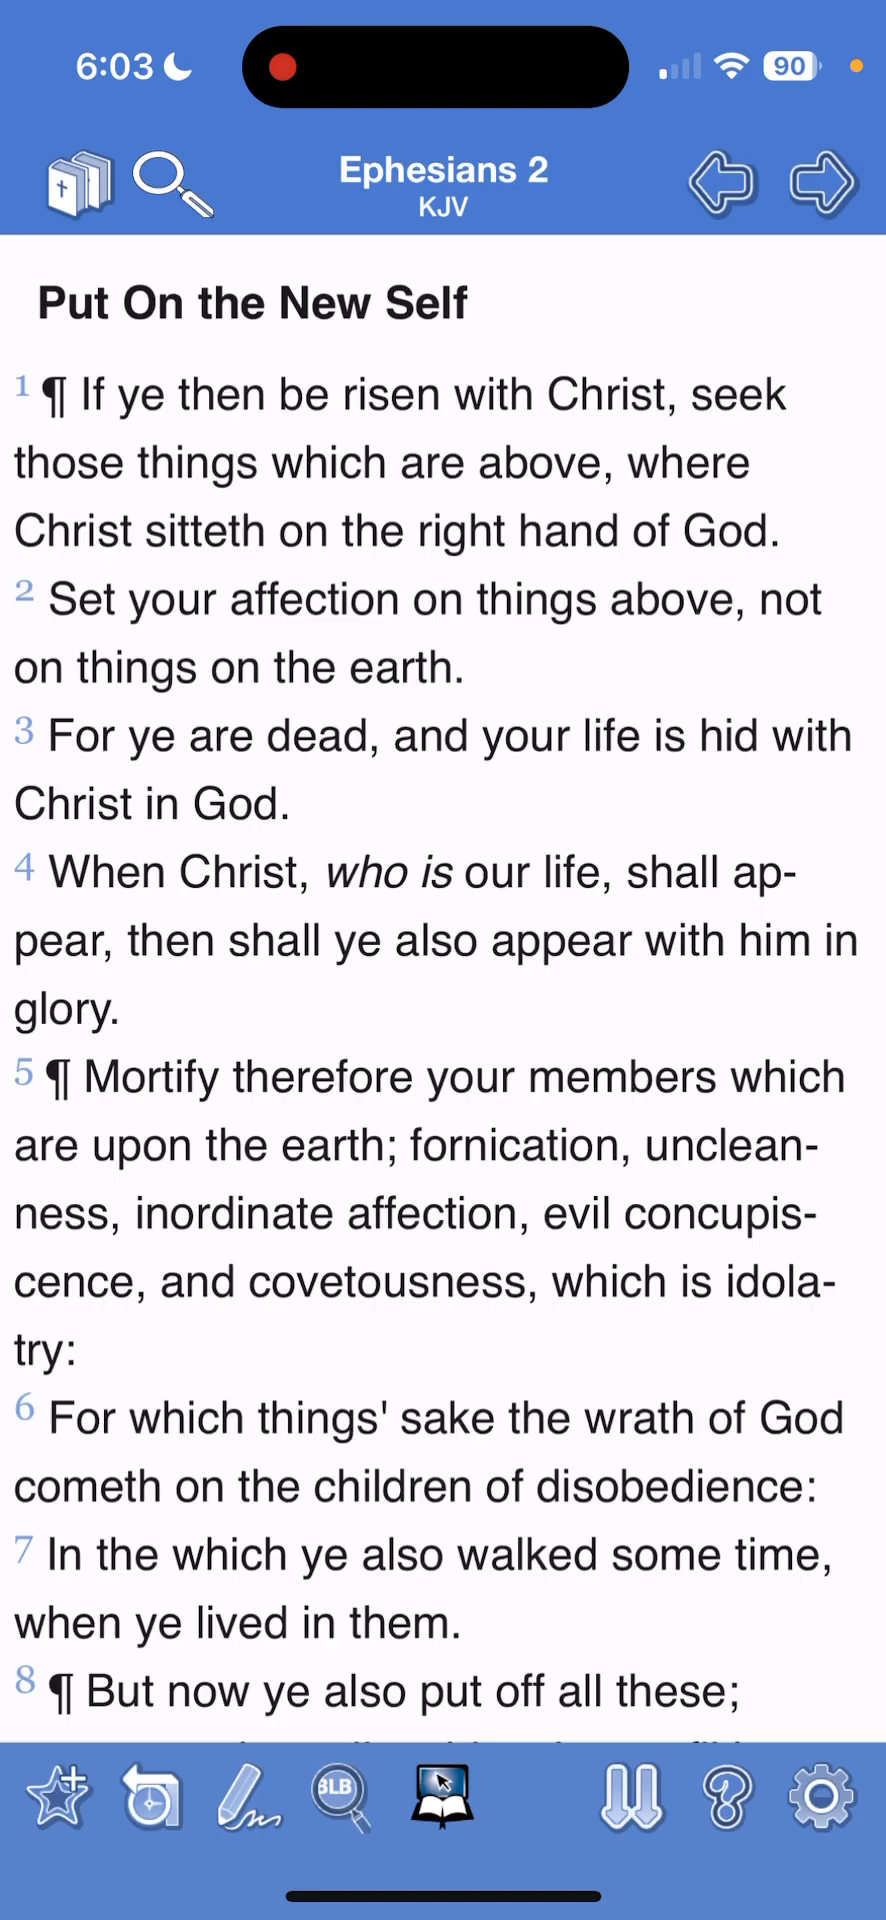 6:03
90
Ephesians 2
KJV
Put On the New Self
1 ¶ If ye then be risen with Christ, seek
those things which are above, where
Christ sitteth on the right hand of God.
2 Set your affection on things above, not
on things on the earth.
3 For ye are dead, and your life is hid with
Christ in God.
4 When Christ, who is our life, shall ap-
pear, then shall ye also appear with him in
glory.
5 ¶ Mortify therefore your members which
are upon the earth; fornication, unclean-
ness, inordinate affection, evil concupis-
cence, and covetousness, which is idola-
try:
6 For which things' sake the wrath of God
cometh on the children of disobedience:
7 In the which ye also walked some time,
when ye lived in them.
8 ¶ But now ye also put off all these;
BLB